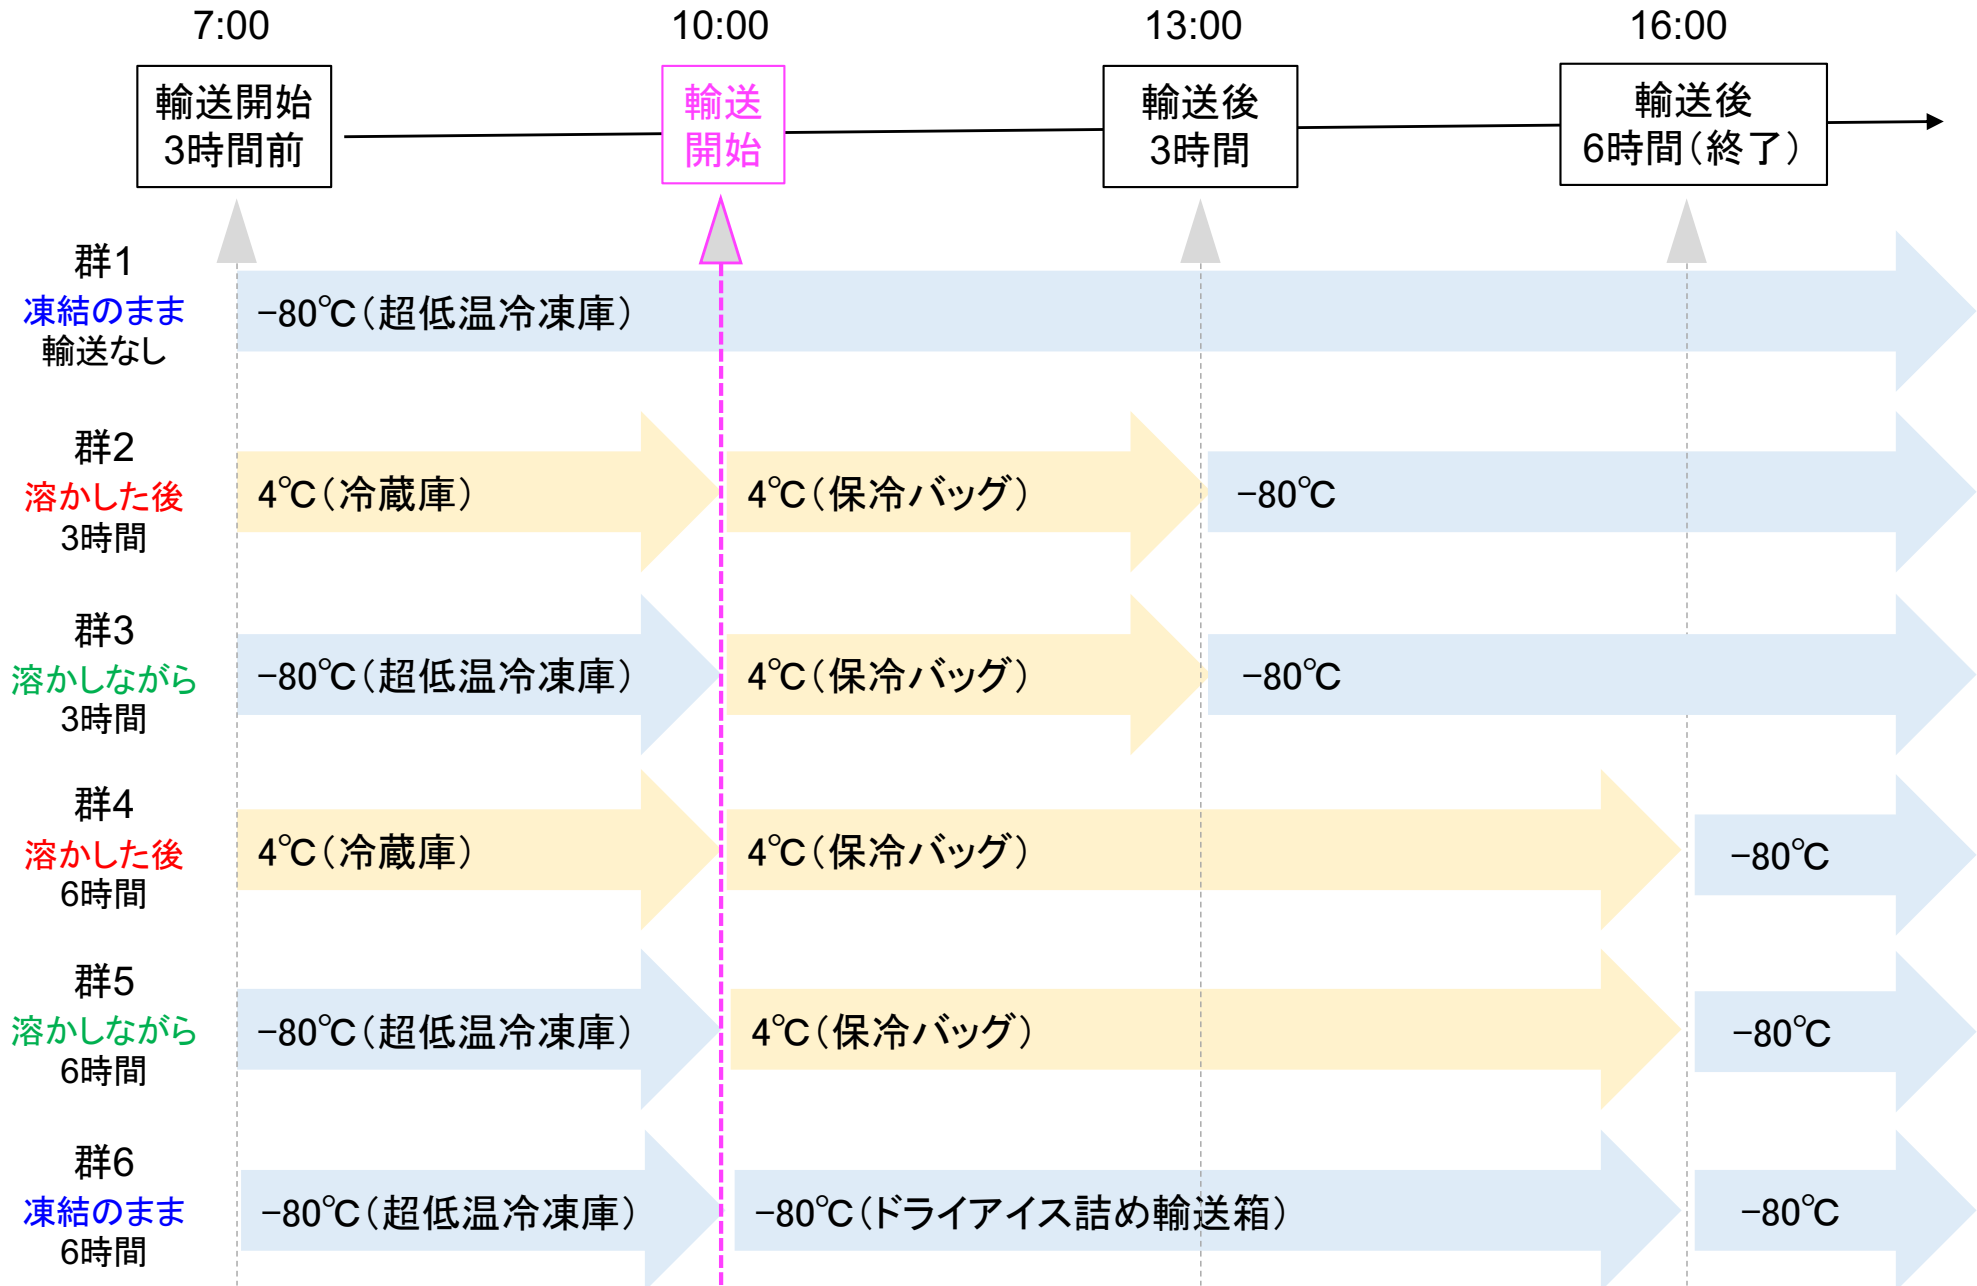 7:00
10:00
13:00
16:00
輸送開始
3時間前
輸送
開始
輸送後
3時間
輸送後
6時間(終了)
群1
凍結のまま
輸送なし
−80℃(超低温冷凍庫)
群2
溶かした後
3時間
4℃(冷蔵庫)
4℃(保冷バッグ)
−80℃
群3
溶かしながら
3時間
−80℃(超低温冷凍庫)
4℃(保冷バッグ)
−80℃
群4
溶かした後
6時間
4℃(冷蔵庫)
4℃(保冷バッグ)
−80℃
群5
溶かしながら
6時間
−80℃(超低温冷凍庫)
4℃(保冷バッグ)
−80℃
群6
凍結のまま
6時間
−80℃(超低温冷凍庫)
−80℃(ドライアイス詰め輸送箱)
−80℃